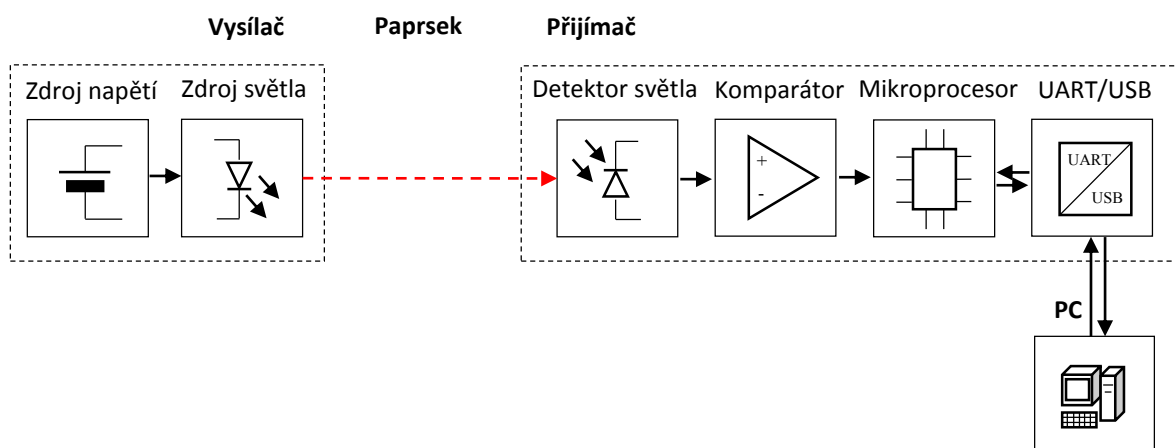 Vysílač Paprsek Přijímač
Zdroj napětí Zdroj světla Detektor světla Komparátor Mikroprocesor UART/USB
+
-
UART
USB
PC